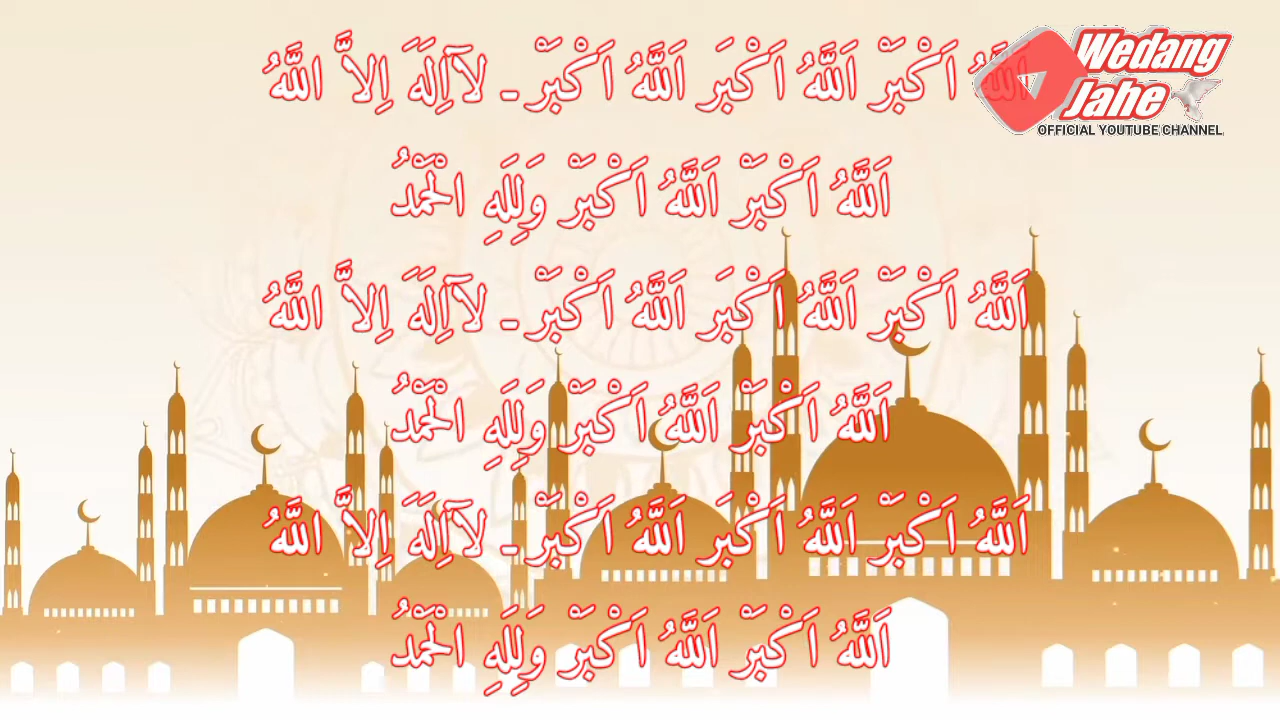 اَللَّهُ اَكْبَرْ اَللَّهُ اَكْبَرَ اَللَّهُ اَكْبَرْ ـ لَآاِلَهَ اِلاَّ اللَّهُ
اَللَّهُ اَكْبَرْ اَللَّهُ اَكْبَرْ وَلِلَهِ الْحَمْدُ
اَللَّهُ اَكْبَرْ اَللَّهُ اَكْبَرَ اَللَّهُ اَكْبَرْ ـ لَآاِلَهَ اِلاَّ اللَّهُ
اَللَّهُ اَكْبَرْ اَللَّهُ اَكْبَرْ وَلِلَهِ الْحَمْدُ
اَللَّهُ اَكْبَرْ اَللَّهُ اَكْبَرَ اَللَّهُ اَكْبَرْ ـ لَآاِلَهَ اِلاَّ اللَّهُ
اَللَّهُ اَكْبَرْ اَللَّهُ اَكْبَرْ وَلِلَهِ الْحَمْدُ
Wedang
Jahe
OFFICIAL YOUTUBE CHANNEL